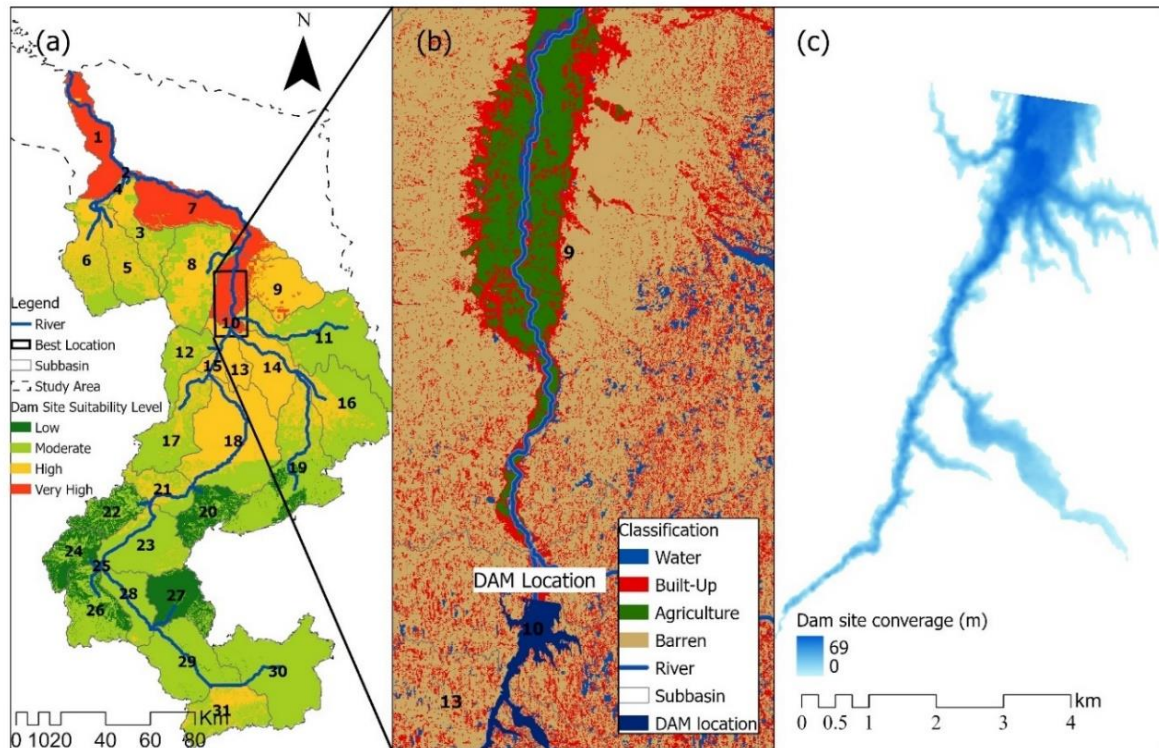 (a)
N
1
2
4
7
3
6
5
8
9
10
11
12
15
13
14
16
17
18
19
21
22
20
24
23
25
28
27
26
29
30
31
Legend
River
Best Location
Subbasin
Study Area
Dam Site Suitability Level
Low
Moderate
High
Very High
Km
0 1020 40 60 80
(b)
9
DAM Location
10
13
Classification
Water
Built-Up
Agriculture
Barren
River
Subbasin
DAM location
(c)
Dam site converage (m)
69
0
km
0 0.5 1 2 3 4